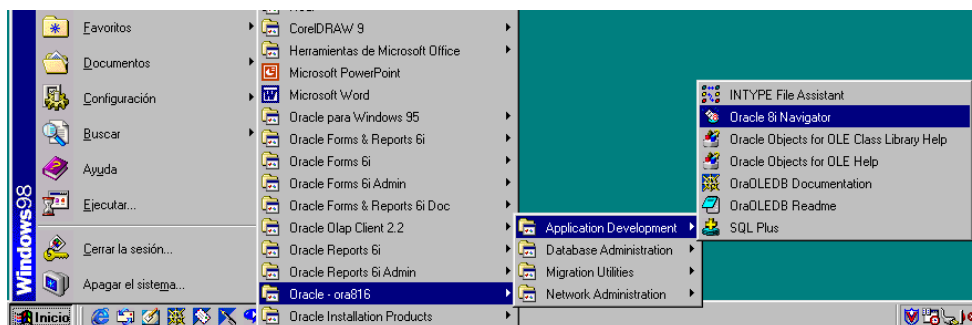 Windows98
Favoritos
Documentos
Configuración
Buscar
Ayuda
Ejecutar...
Cerrar la sesión...
Apagar el sistema...
Inicio
CorelDRAW 9
Herramientas de Microsoft Office
Microsoft PowerPoint
Microsoft Word
Oracle para Windows 95
Oracle Forms & Reports 6i
Oracle Forms 6i
Oracle Forms 6i Admin
Oracle Forms & Reports 6i Doc
Oracle Olap Client 2.2
Oracle Reports 6i
Oracle Reports 6i Admin
Oracle - ora816
Oracle Installation Products
Application Development
Database Administration
Migration Utilities
Network Administration
INTYPE File Assistant
Oracle 8i Navigator
Oracle Objects for OLE Class Library Help
Oracle Objects for OLE Help
OraOLEDB Documentation
OraOLEDB Readme
SQL Plus